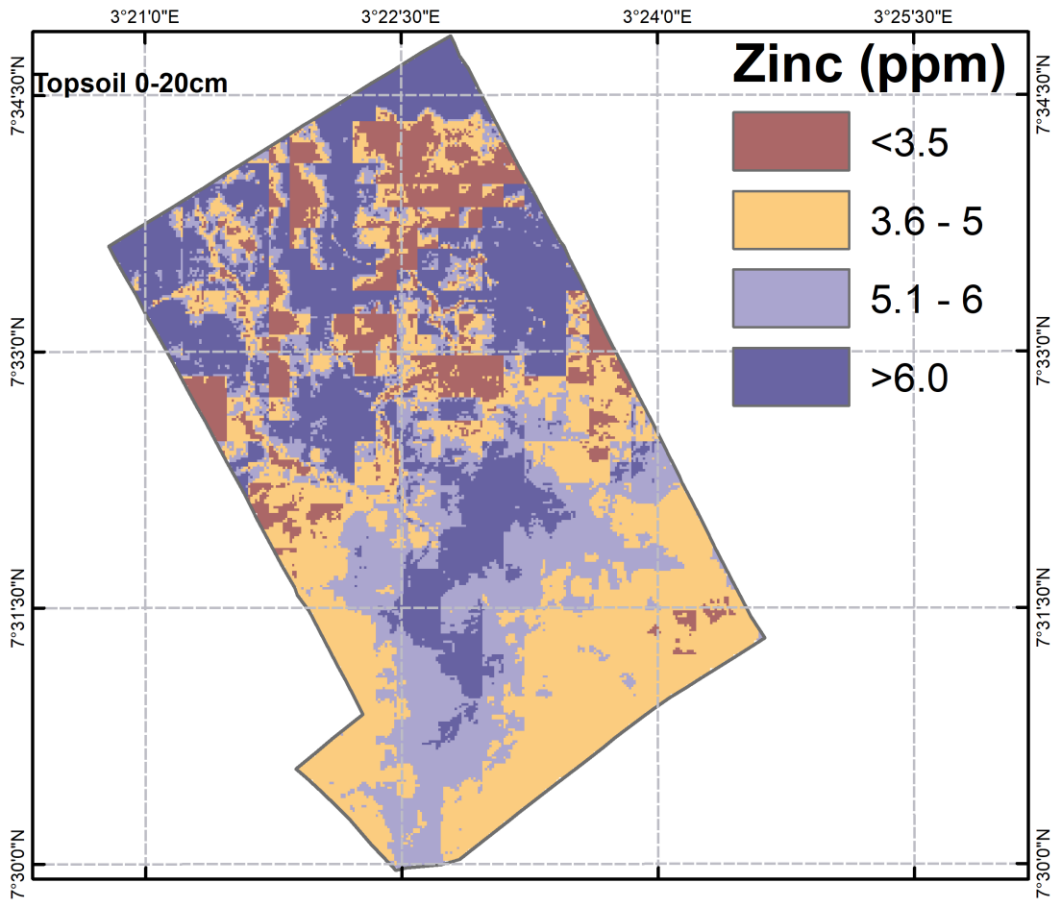 3°21'0"E 3°22'30"E 3°24'0"E 3°25'30"E
Topsoil 0-20cm
Zinc (ppm)
<3.5
3.6 - 5
5.1 - 6
>6.0
7°34'30"N 7°34'30"N
7°33'0"N 7°33'0"N
7°31'30"N 7°31'30"N
7°30'0"N 7°30'0"N